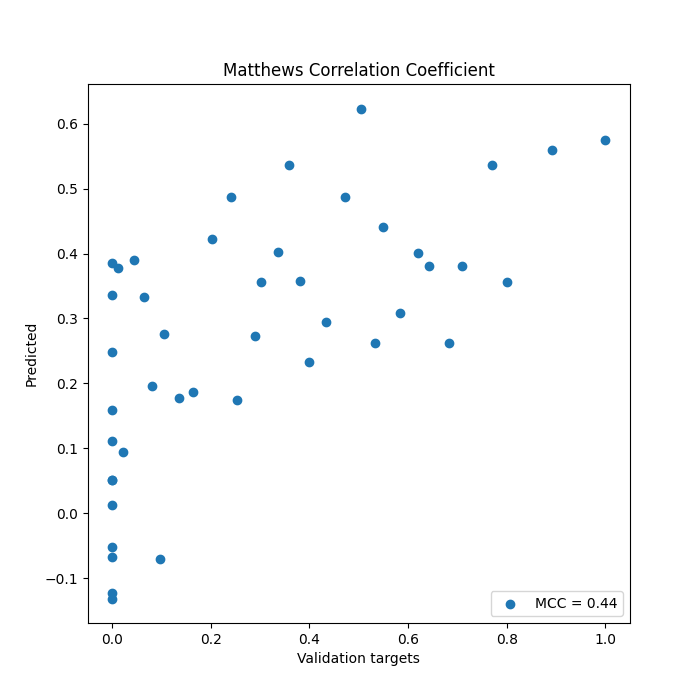 Matthews Correlation Coefficient
0.6
0.5
0.4
0.3
0.2
0.1
0.0
−0.1
Predicted
MCC = 0.44
0.0 0.2 0.4 0.6 0.8 1.0
Validation targets